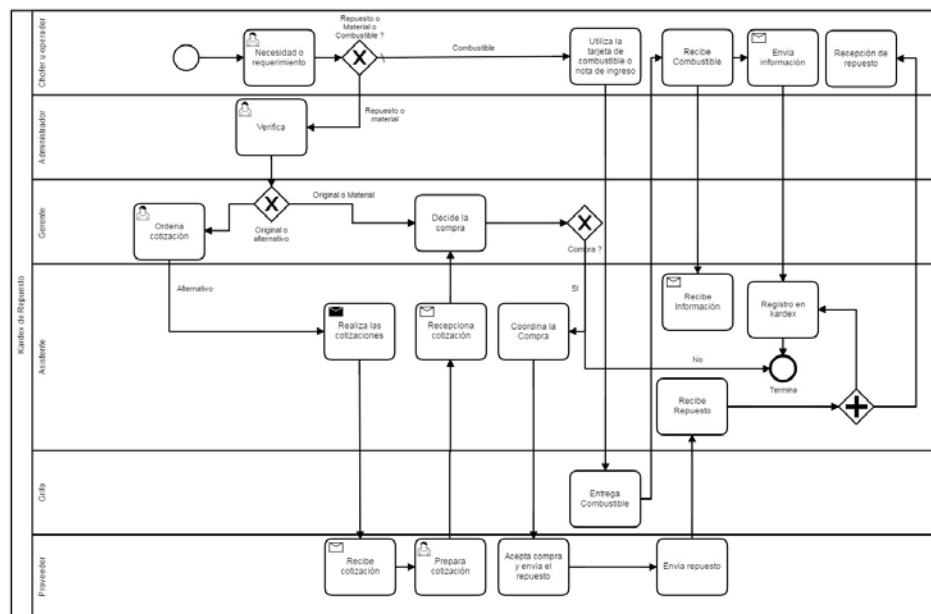 Kardex de Repuesto
Chofer u operador
Necesidad o
requerimiento
Repuesto o
Material o
Combustible ?
Combustible
Utiliza la
tarjeta de
combustible o
nota de ingreso
Recibe
Combustible
Envia
información
Recepción de
repuesto
Administrador
Verifica
Repuesto o
material
Gerente
Ordena
cotización
Original o
alternativo
Original o Material
Decide la
compra
Compra ?
Asistente
Alternativo
Realiza las
cotizaciones
Recepciona
cotización
Coordina la
Compra
SI
No
Recibe
Información
Registro en
kardex
Termina
Recibe
Repuesto
Grifo
Entrega
Combustible
Proveedor
Recibe
cotización
Prepara
cotización
Acepta compra
y envia el
repuesto
Envia repuesto